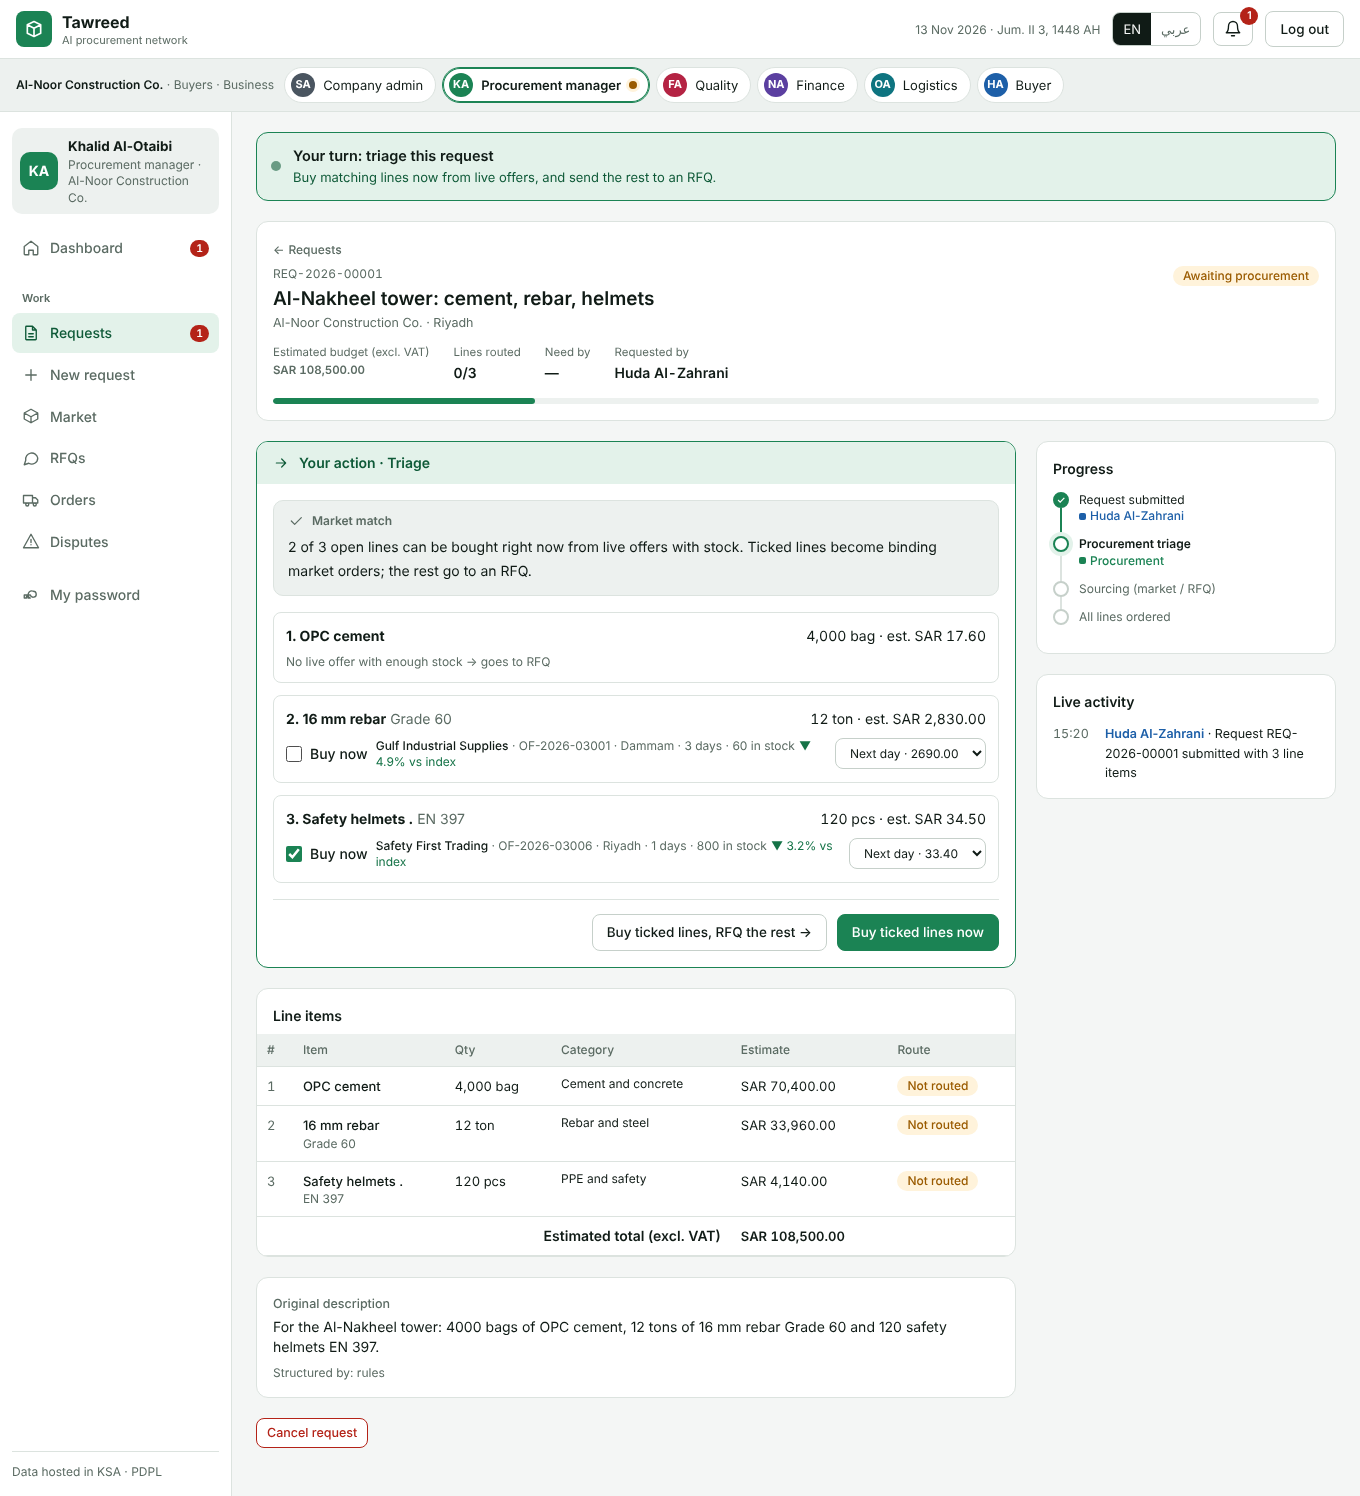 Tawreed
AI procurement network
13 Nov 2026 · Jum. II 3, 1448 AH
EN
عربي
1
Log out
Al-Noor Construction Co. · Buyers · Business
SA Company admin
KA Procurement manager
FA Quality
NA Finance
OA Logistics
HA Buyer
KA
Khalid Al-Otaibi
Procurement manager ·
Al-Noor Construction
Co.
Dashboard 1
Work
Requests 1
New request
Market
RFQs
Orders
Disputes
My password
Data hosted in KSA · PDPL
Your turn: triage this request
Buy matching lines now from live offers, and send the rest to an RFQ.
← Requests
REQ-2026-00001
Awaiting procurement
Al-Nakheel tower: cement, rebar, helmets
Al-Noor Construction Co. · Riyadh
Estimated budget (excl. VAT) Lines routed Need by Requested by
SAR 108,500.00 0/3 — Huda Al-Zahrani
→ Your action · Triage
Market match
2 of 3 open lines can be bought right now from live offers with stock. Ticked lines become binding
market orders; the rest go to an RFQ.
1. OPC cement 4,000 bag · est. SAR 17.60
No live offer with enough stock → goes to RFQ
2. 16 mm rebar Grade 60 12 ton · est. SAR 2,830.00
Buy now Gulf Industrial Supplies · OF-2026-03001 · Dammam · 3 days · 60 in stock ▼
4.9% vs index
Next day · 2690.00
3. Safety helmets . EN 397 120 pcs · est. SAR 34.50
Buy now Safety First Trading · OF-2026-03006 · Riyadh · 1 days · 800 in stock ▼ 3.2% vs
index
Next day · 33.40
Buy ticked lines, RFQ the rest →
Buy ticked lines now
Progress
Request submitted
Huda Al-Zahrani
Procurement triage
Procurement
Sourcing (market / RFQ)
All lines ordered
Live activity
15:20 Huda Al-Zahrani · Request REQ-
2026-00001 submitted with 3 line
items
Line items
# Item Qty Category Estimate Route
1 OPC cement 4,000 bag Cement and concrete SAR 70,400.00 Not routed
2 16 mm rebar 12 ton Rebar and steel SAR 33,960.00 Not routed
Grade 60
3 Safety helmets . 120 pcs PPE and safety SAR 4,140.00 Not routed
EN 397
Estimated total (excl. VAT) SAR 108,500.00
Original description
For the Al-Nakheel tower: 4000 bags of OPC cement, 12 tons of 16 mm rebar Grade 60 and 120 safety
helmets EN 397.
Structured by: rules
Cancel request